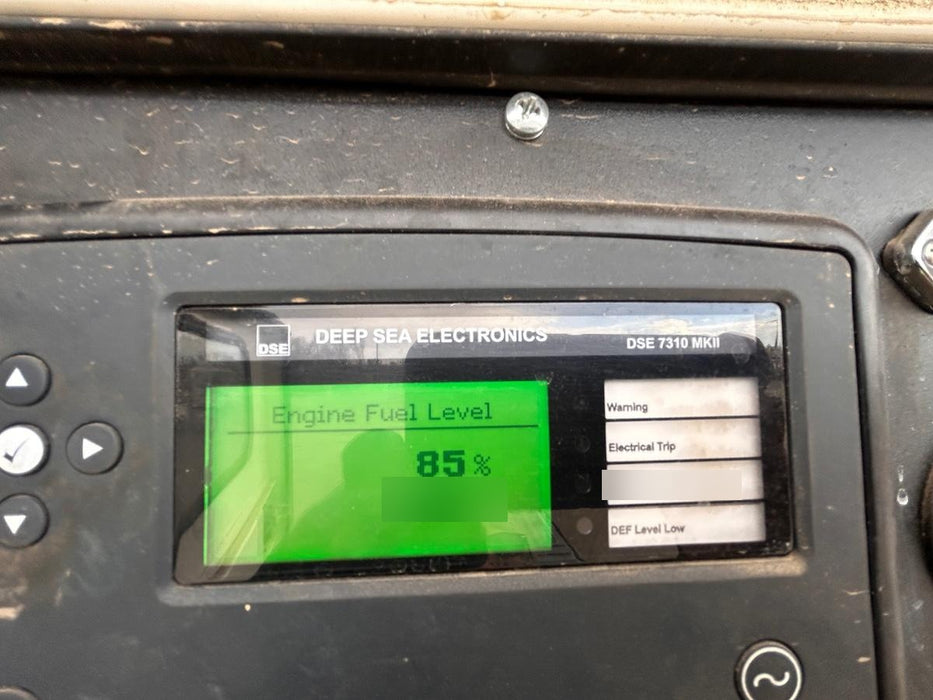 DSE
DEEP SEA ELECTRONICS
DSE 7310 MKII
Engine Fuel Level
85 %
Warning
Electrical Trip
DEF Level Low